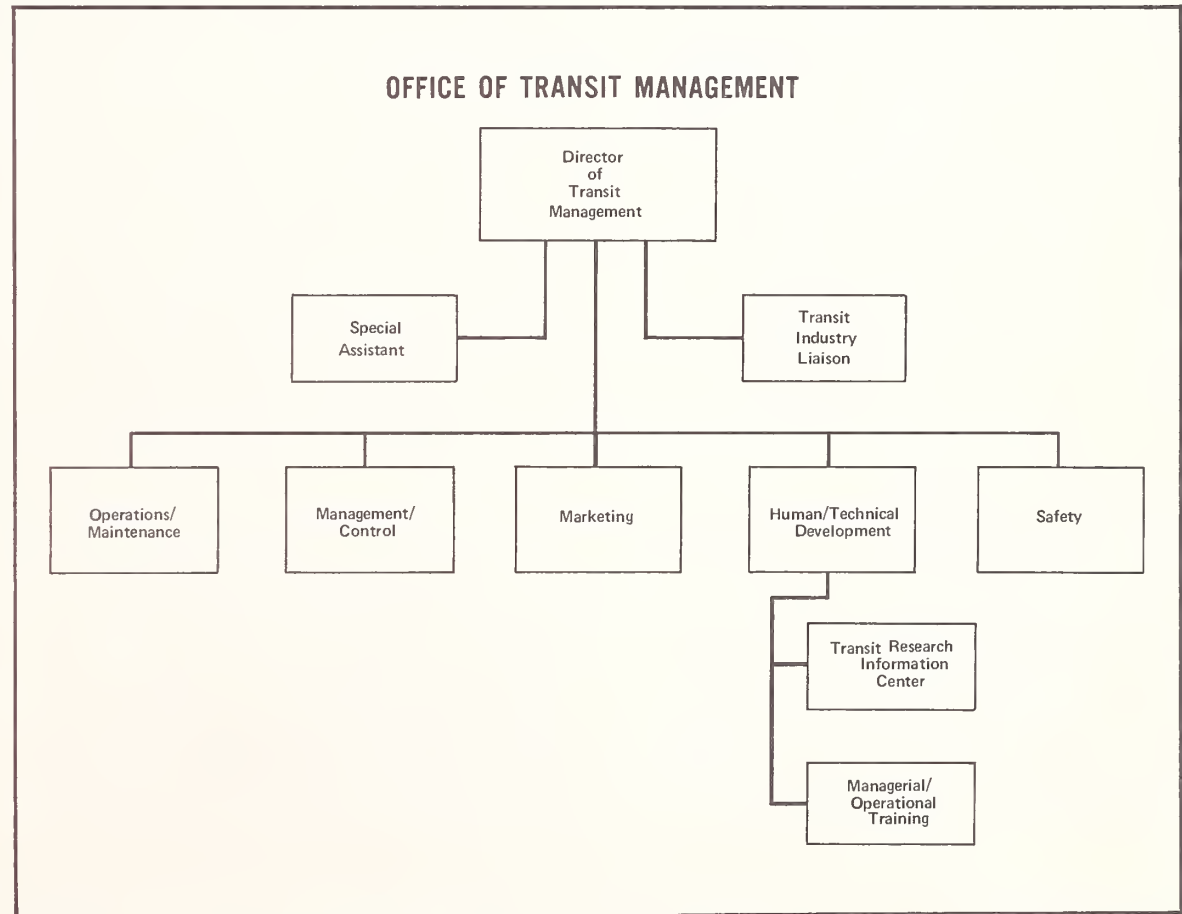 OFFICE OF TRANSIT MANAGEMENT
Director
of
Transit
Management
Special
Assistant
Transit
Industry
Liaison
Operations/
Maintenance
Management/
Control
Marketing
Human/Technical
Development
Safety
Transit Research
Information
Center
Managerial/
Operational
Training